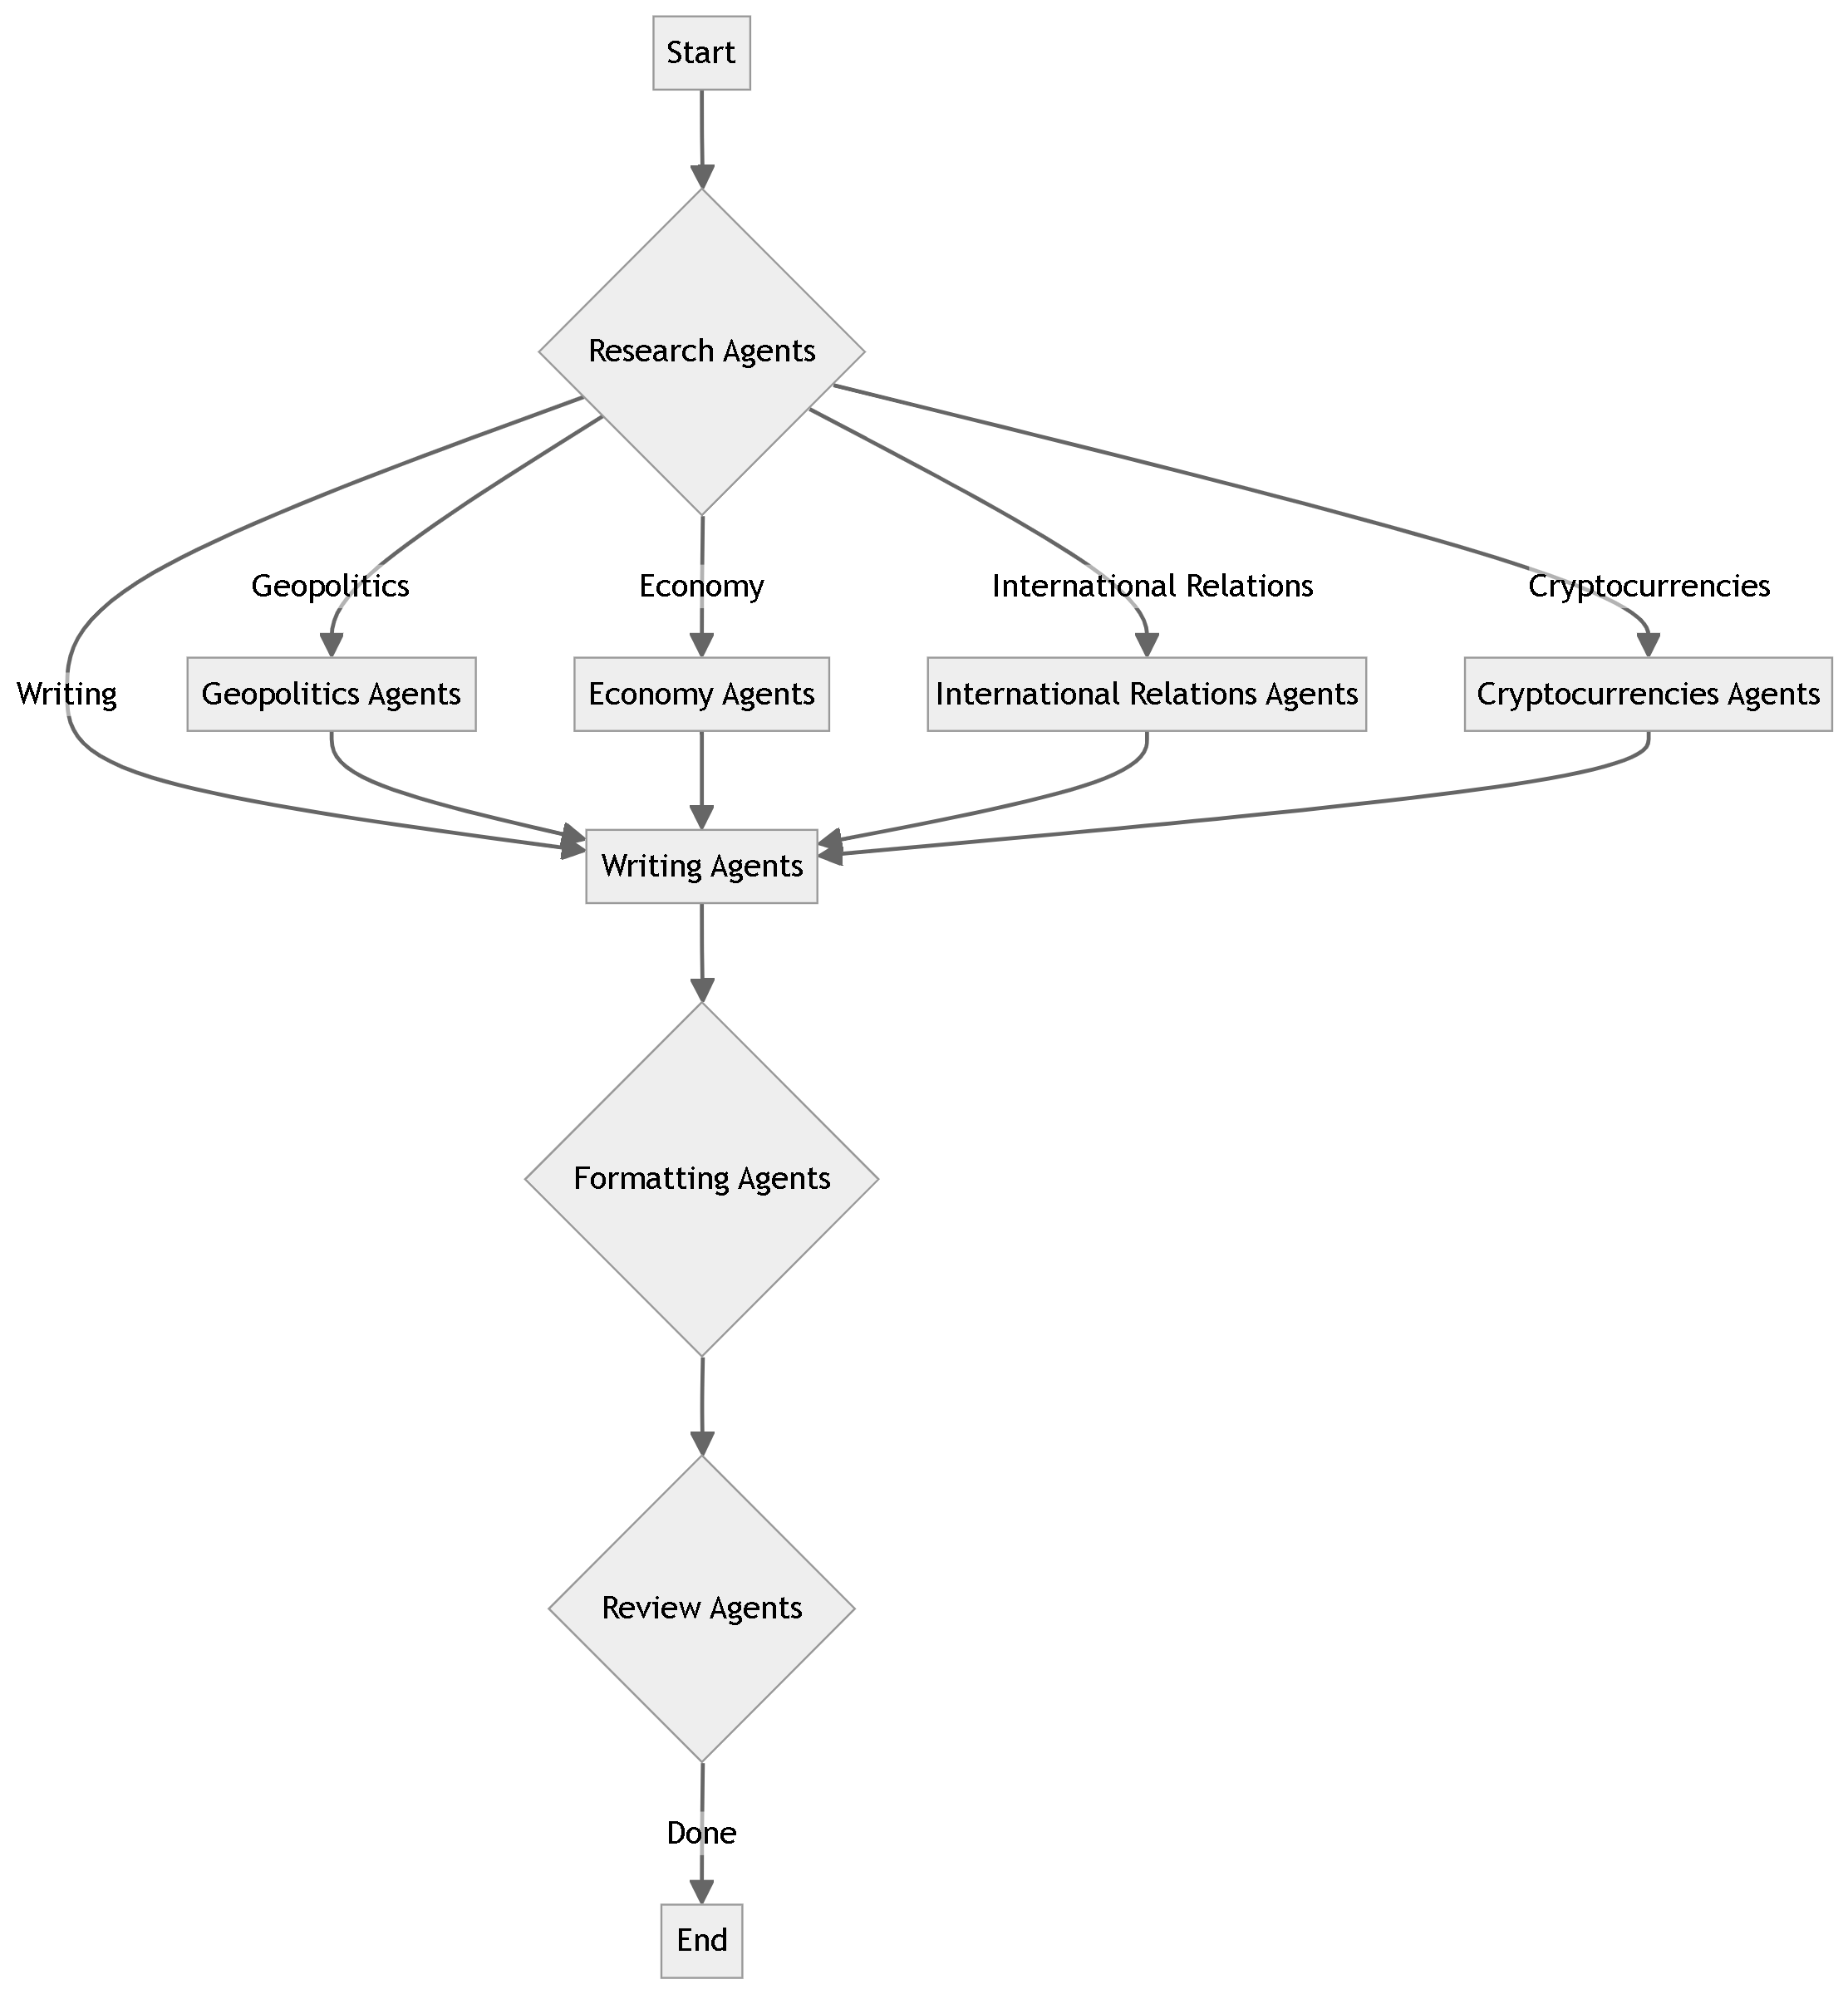 Start
Research Agents
Geopolitics
Economy
International Relations
Cryptocurrencies
Writing
Geopolitics Agents
Economy Agents
International Relations Agents
Cryptocurrencies Agents
Writing Agents
Formatting Agents
Review Agents
Done
End